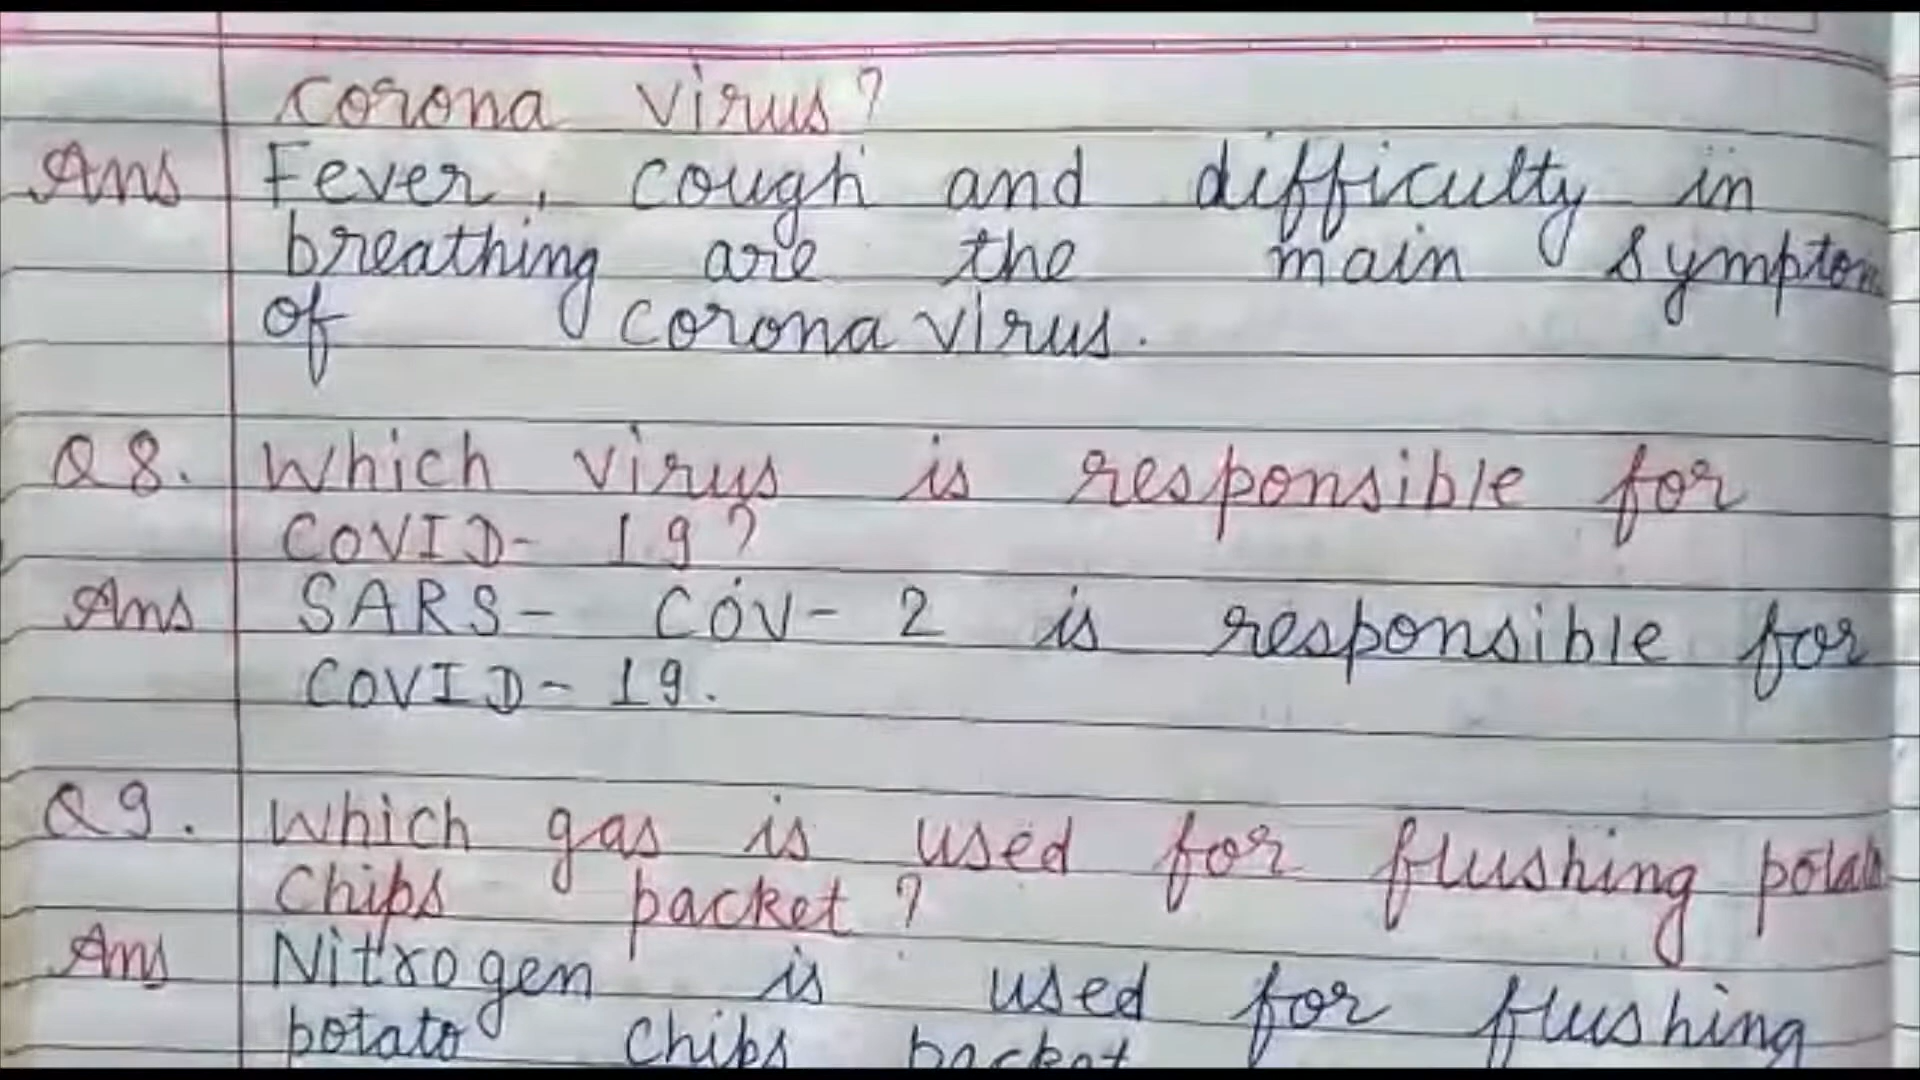 corona virus?
Ans Fever, cough and difficulty in
breathing are the main symptom
of corona virus.
Q8. Which virus is responsible for
COVID- 19?
Ans SARS- COV- 2 is responsible for
COVID- 19.
Q9. Which gas is used for flushing potato
Chips packet?
Ans Nitrogen is used for flushing
potato chips packet